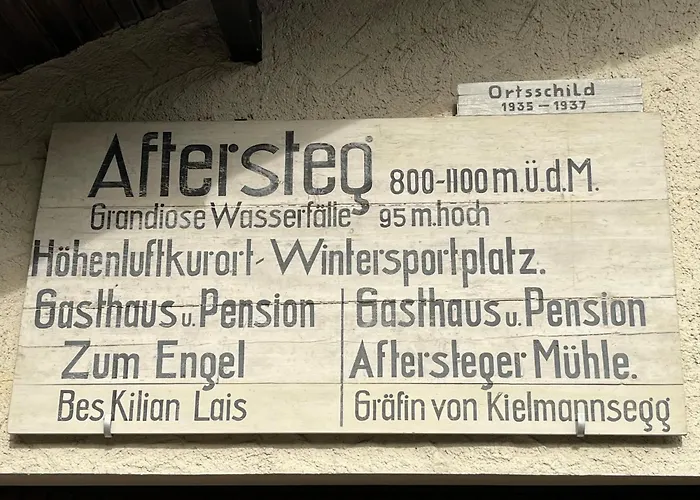 Ortsschild
1935 - 1937
Aftersteg 800-1100 m.ü.d.M.
Grandiose Wasserfälle 95 m.hoch
Höhenluftkurort - Wintersportplatz.
Gasthaus u. Pension
Zum Engel
Bes Kilian Lais
Gasthaus u. Pension
Aftersteger Mühle.
Gräfin von Kielmannsegg